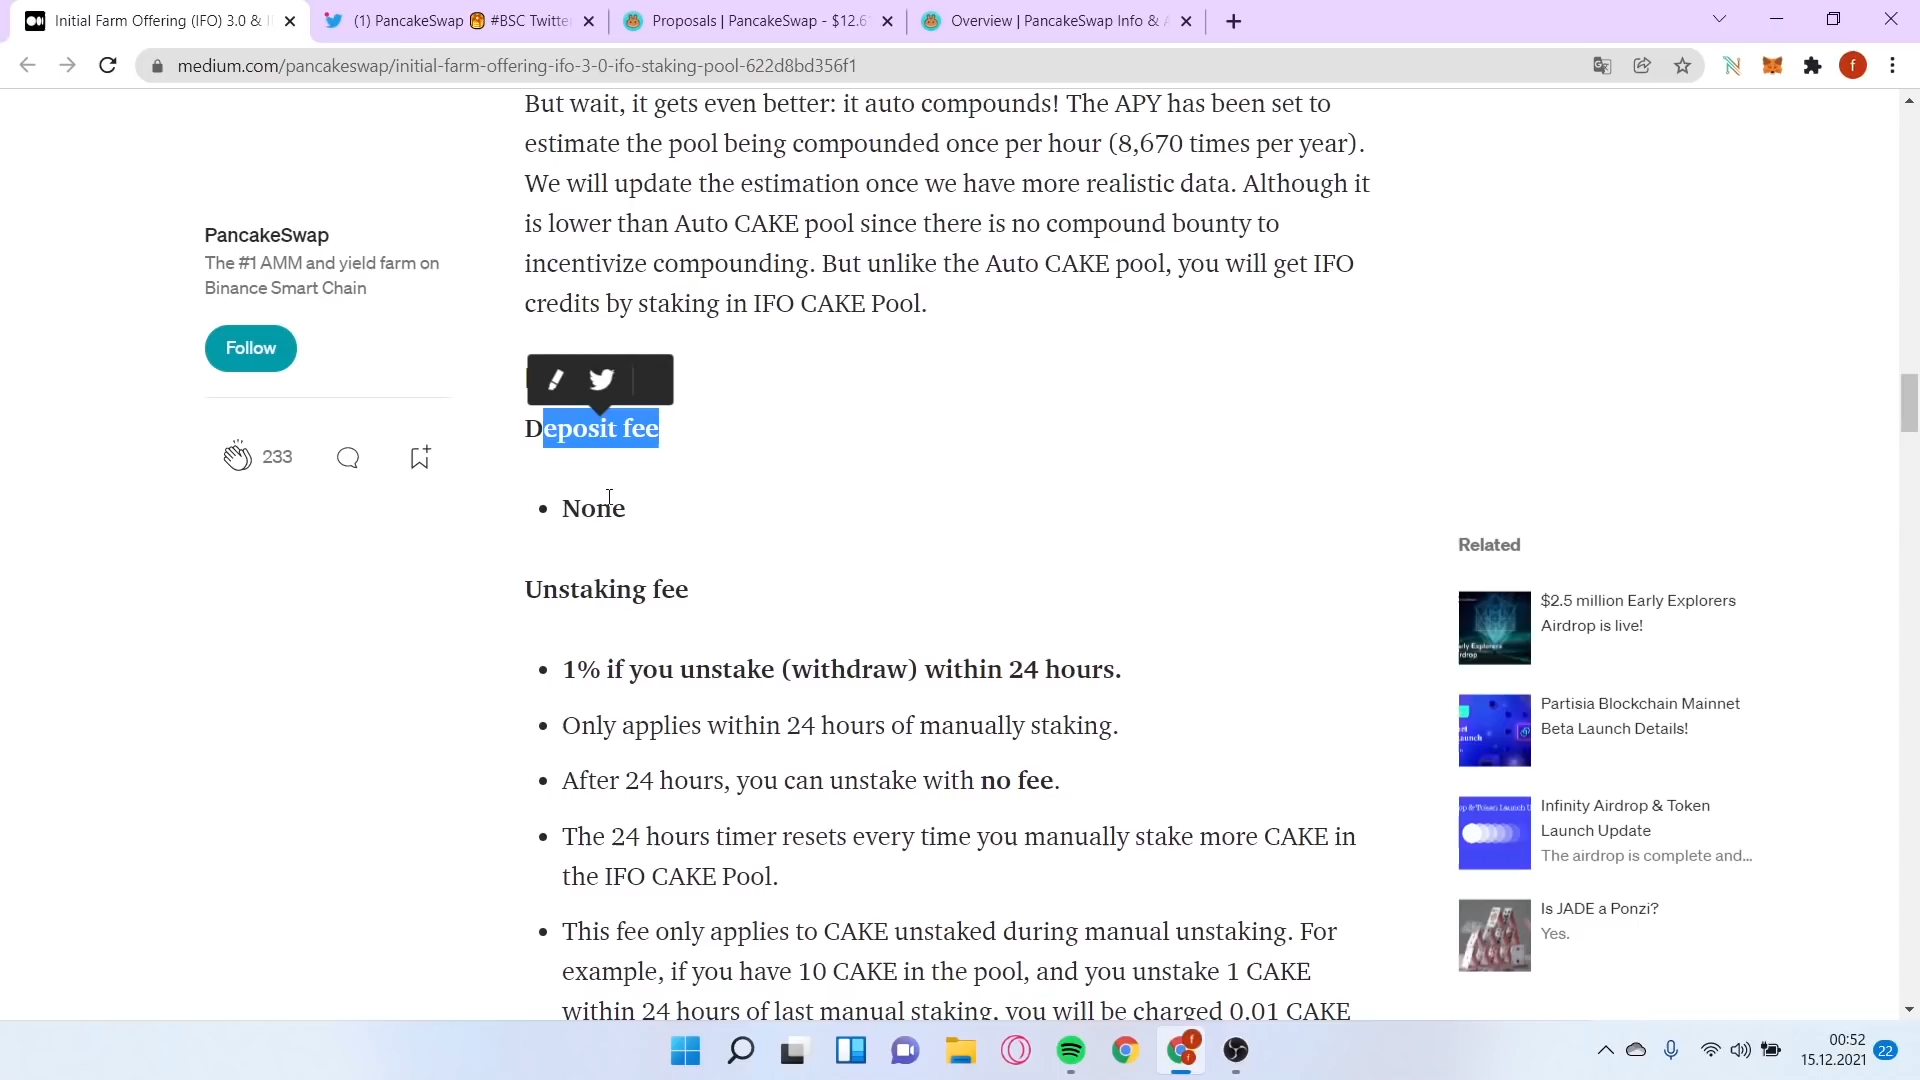 Initial Farm Offering (IFO) 3.0 &
(1) PancakeSwap 🥞 #BSC Twitte
Proposals | PancakeSwap - $12.6
Overview | PancakeSwap Info &
medium.com/pancakeswap/initial-farm-offering-ifo-3-0-ifo-staking-pool-622d8bd356f1
f
But wait, it gets even better: it auto compounds! The APY has been set to
estimate the pool being compounded once per hour (8,670 times per year).
We will update the estimation once we have more realistic data. Although it
is lower than Auto CAKE pool since there is no compound bounty to
incentivize compounding. But unlike the Auto CAKE pool, you will get IFO
credits by staking in IFO CAKE Pool.
PancakeSwap
The #1 AMM and yield farm on
Binance Smart Chain
Follow
233
Deposit fee
• None
Unstaking fee
• 1% if you unstake (withdraw) within 24 hours.
• Only applies within 24 hours of manually staking.
• After 24 hours, you can unstake with no fee.
• The 24 hours timer resets every time you manually stake more CAKE in
the IFO CAKE Pool.
• This fee only applies to CAKE unstaked during manual unstaking. For
example, if you have 10 CAKE in the pool, and you unstake 1 CAKE
within 24 hours of last manual staking, you will be charged 0.01 CAKE
Related
$2.5 million Early Explorers
Airdrop is live!
Partisia Blockchain Mainnet
Beta Launch Details!
Infinity Airdrop & Token
Launch Update
The airdrop is complete and...
Is JADE a Ponzi?
Yes.
00:52
15.12.2021
22